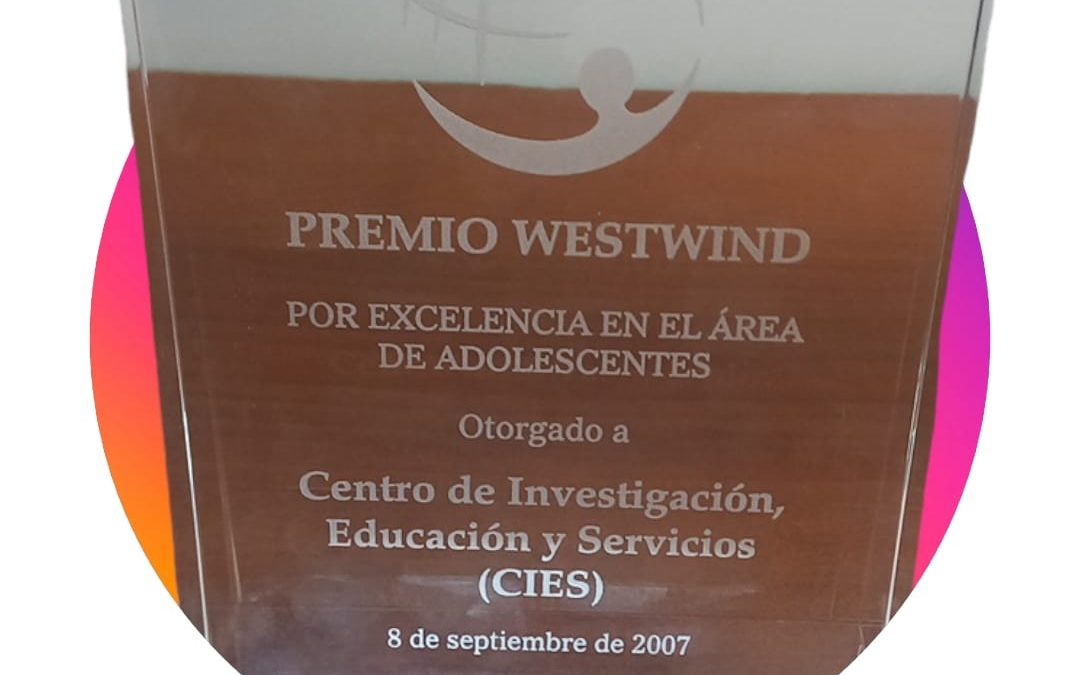 PREMIO WESTWIND
POR EXCELENCIA EN EL ÁREA
DE ADOLESCENTES
Otorgado a
Centro de Investigación,
Educación y Servicios
(CIES)
8 de septiembre de 2007